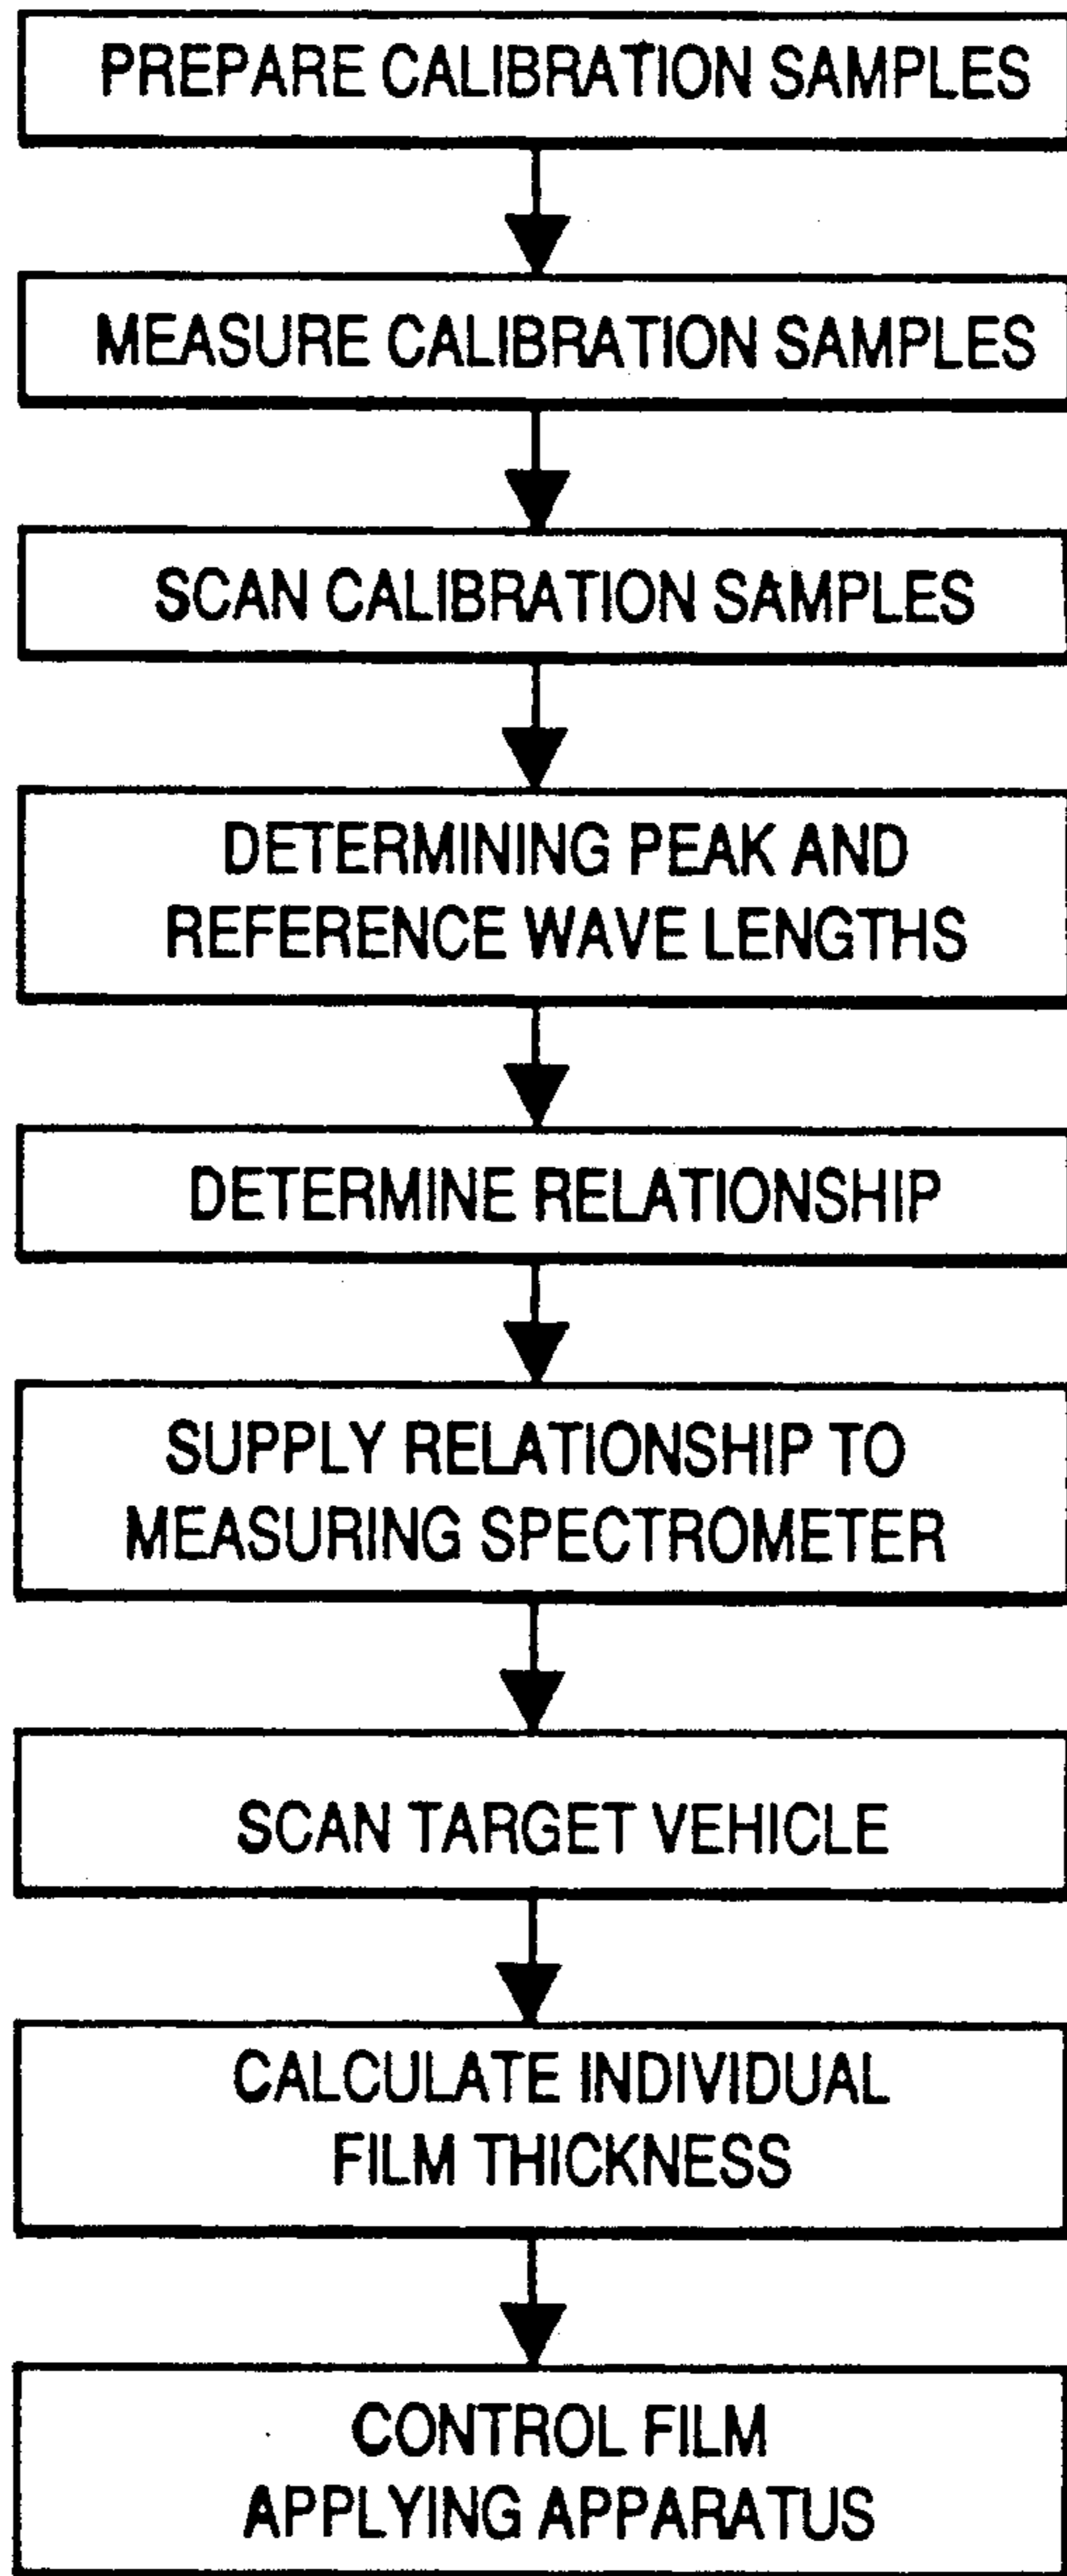 PREPARE CALIBRATION SAMPLES
MEASURE CALIBRATION SAMPLES
SCAN CALIBRATION SAMPLES
DETERMINING PEAK AND
REFERENCE WAVE LENGTHS
DETERMINE RELATIONSHIP
SUPPLY RELATIONSHIP TO
MEASURING SPECTROMETER
SCAN TARGET VEHICLE
CALCULATE INDIVIDUAL
FILM THICKNESS
CONTROL FILM
APPLYING APPARATUS